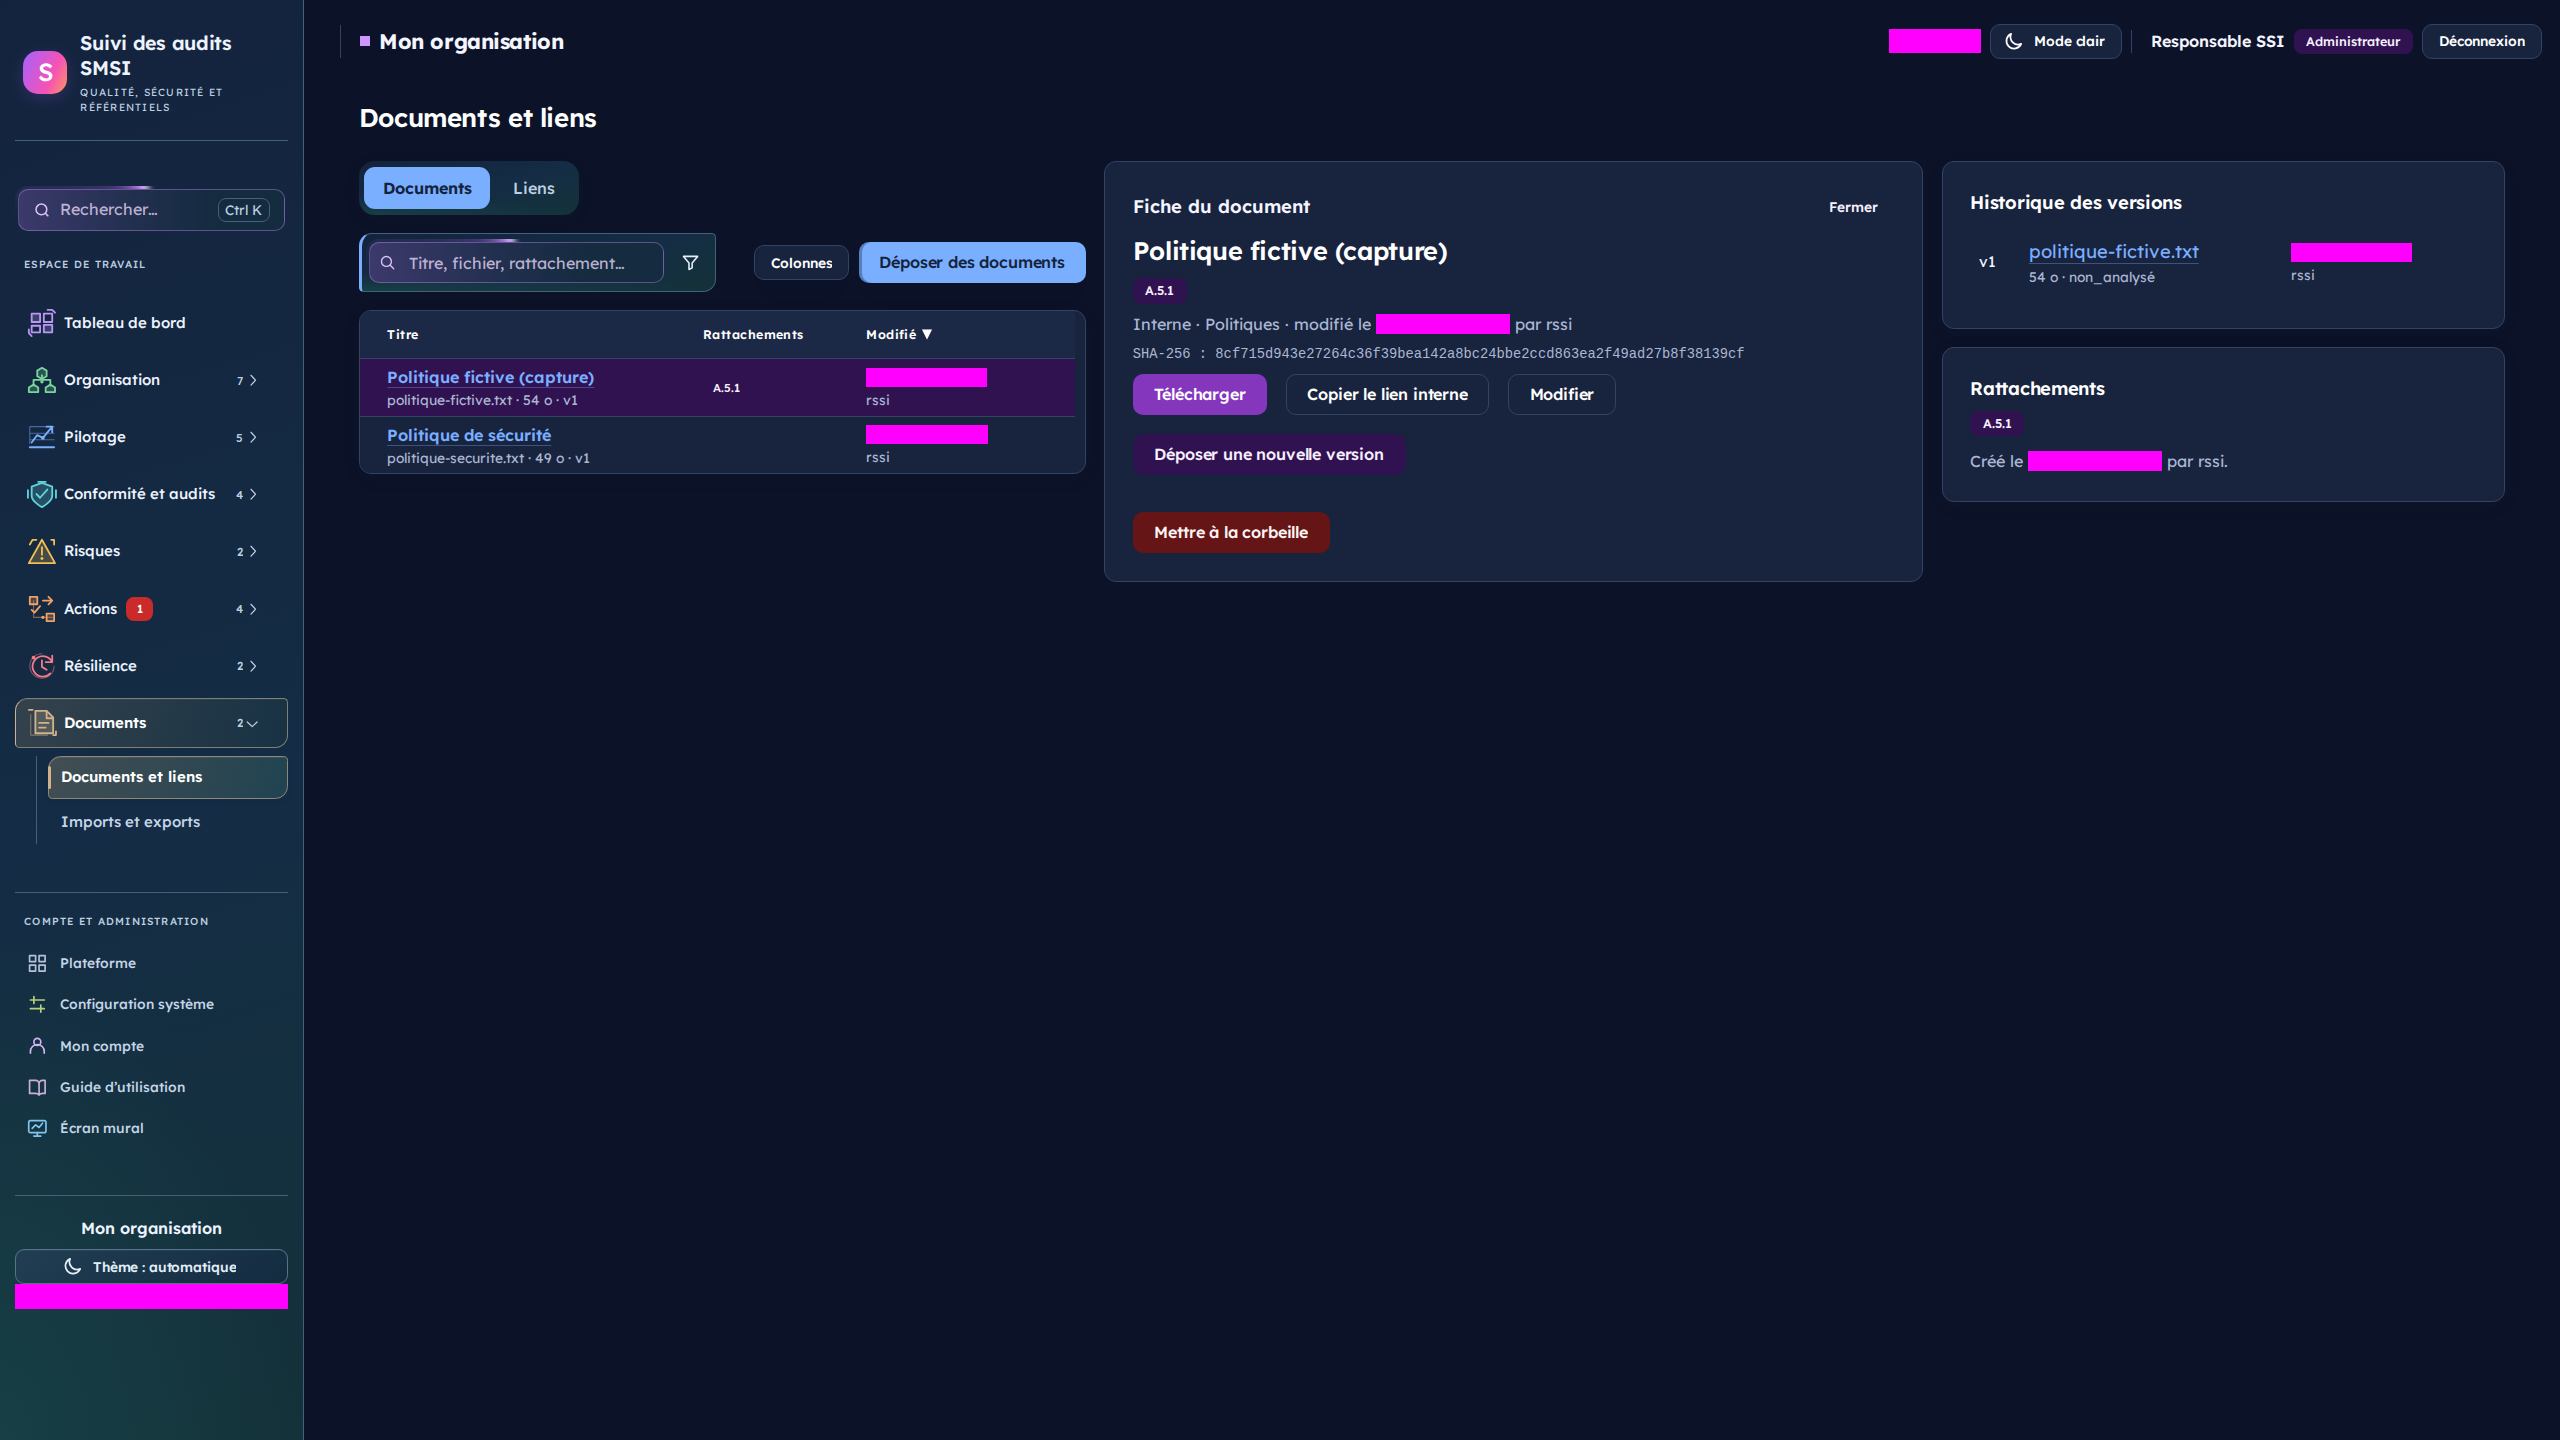 Suivi des audits
SMSI
QUALITÉ, SÉCURITÉ ET
RÉFÉRENTIELS
S
Rechercher...
Ctrl K
ESPACE DE TRAVAIL
Tableau de bord
Organisation 7
Pilotage 5
Conformité et audits 4
Risques 2
Actions 1 4
Résilience 2
Documents 2
Documents et liens
Imports et exports
COMPTE ET ADMINISTRATION
Plateforme
Configuration système
Mon compte
Guide d'utilisation
Écran mural
Mon organisation
Thème : automatique
Mon organisation
Mode clair
Responsable SSI
Administrateur
Déconnexion
Documents et liens
Documents
Liens
Titre, fichier, rattachement...
Colonnes
Déposer des documents
Titre Rattachements Modifié ▼
Politique fictive (capture)
politique-fictive.txt · 54 o · v1
A.5.1
rssi
Politique de sécurité
politique-securite.txt · 49 o · v1
rssi
Fiche du document
Fermer
Politique fictive (capture)
A.5.1
Interne · Politiques · modifié le par rssi
SHA-256 : 8cf715d943e27264c36f39bea142a8bc24bbe2ccd863ea2f49ad27b8f38139cf
Télécharger
Copier le lien interne
Modifier
Déposer une nouvelle version
Mettre à la corbeille
Historique des versions
v1
politique-fictive.txt
54 o · non_analysé
rssi
Rattachements
A.5.1
Créé le par rssi.